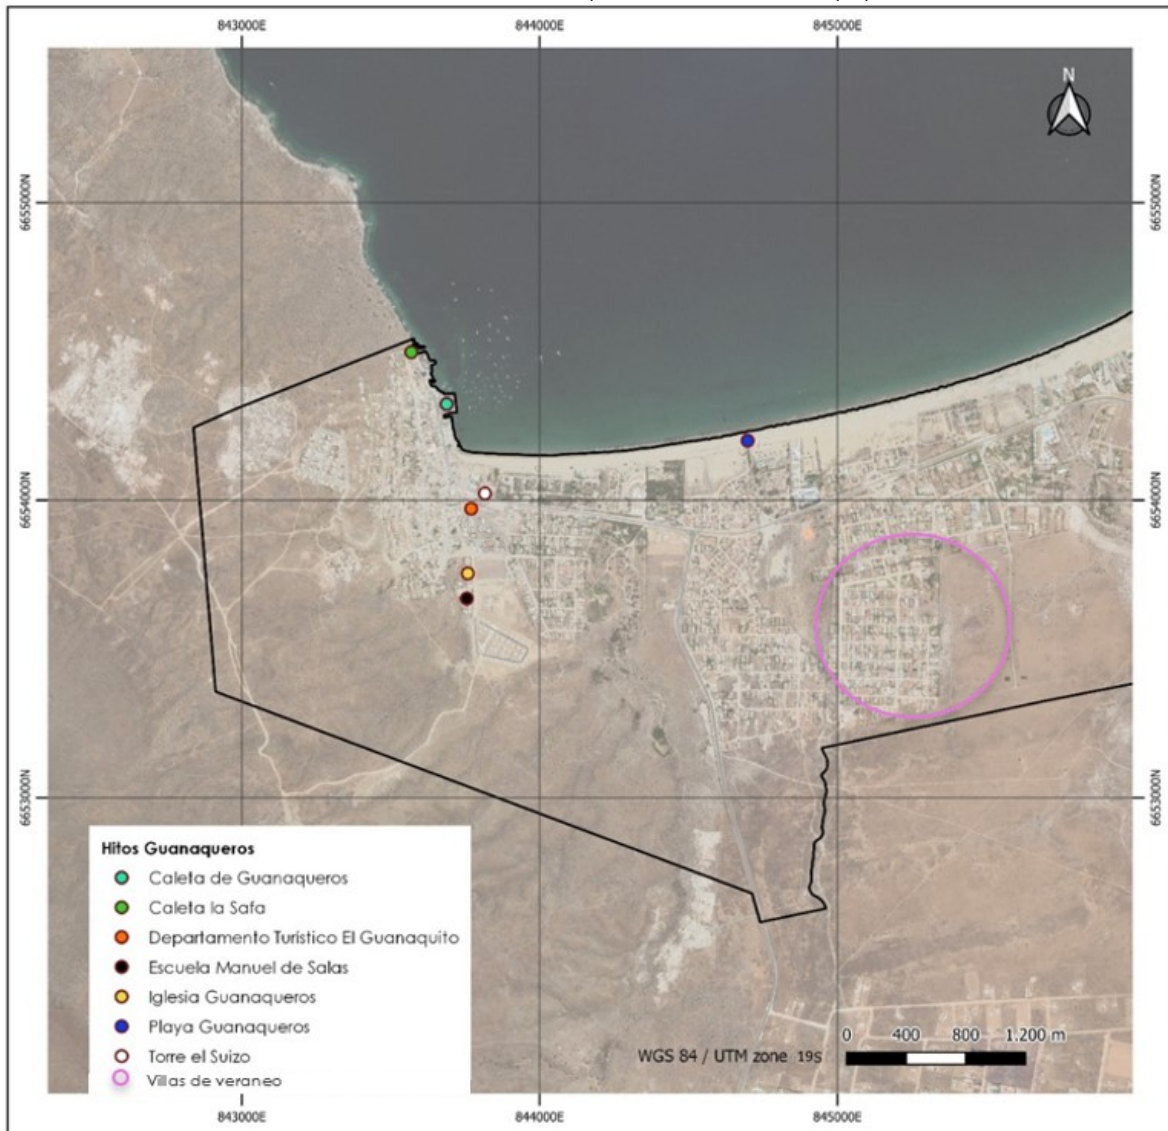 843000E 844000E 845000E
N
6655000N 6655000N
6654000N 6654000N
6653000N 6653000N
Hitos Guanaqueros
Caleta de Guanaqueros
Caleta la Safa
Departamento Turístico El Guanaquito
Escuela Manuel de Salas
Iglesia Guanaqueros
Playa Guanaqueros
Torre el Suizo
Villas de veraneo
0 400 800 1.200 m
WGS 84 / UTM zone 19s
843000E 844000E 845000E